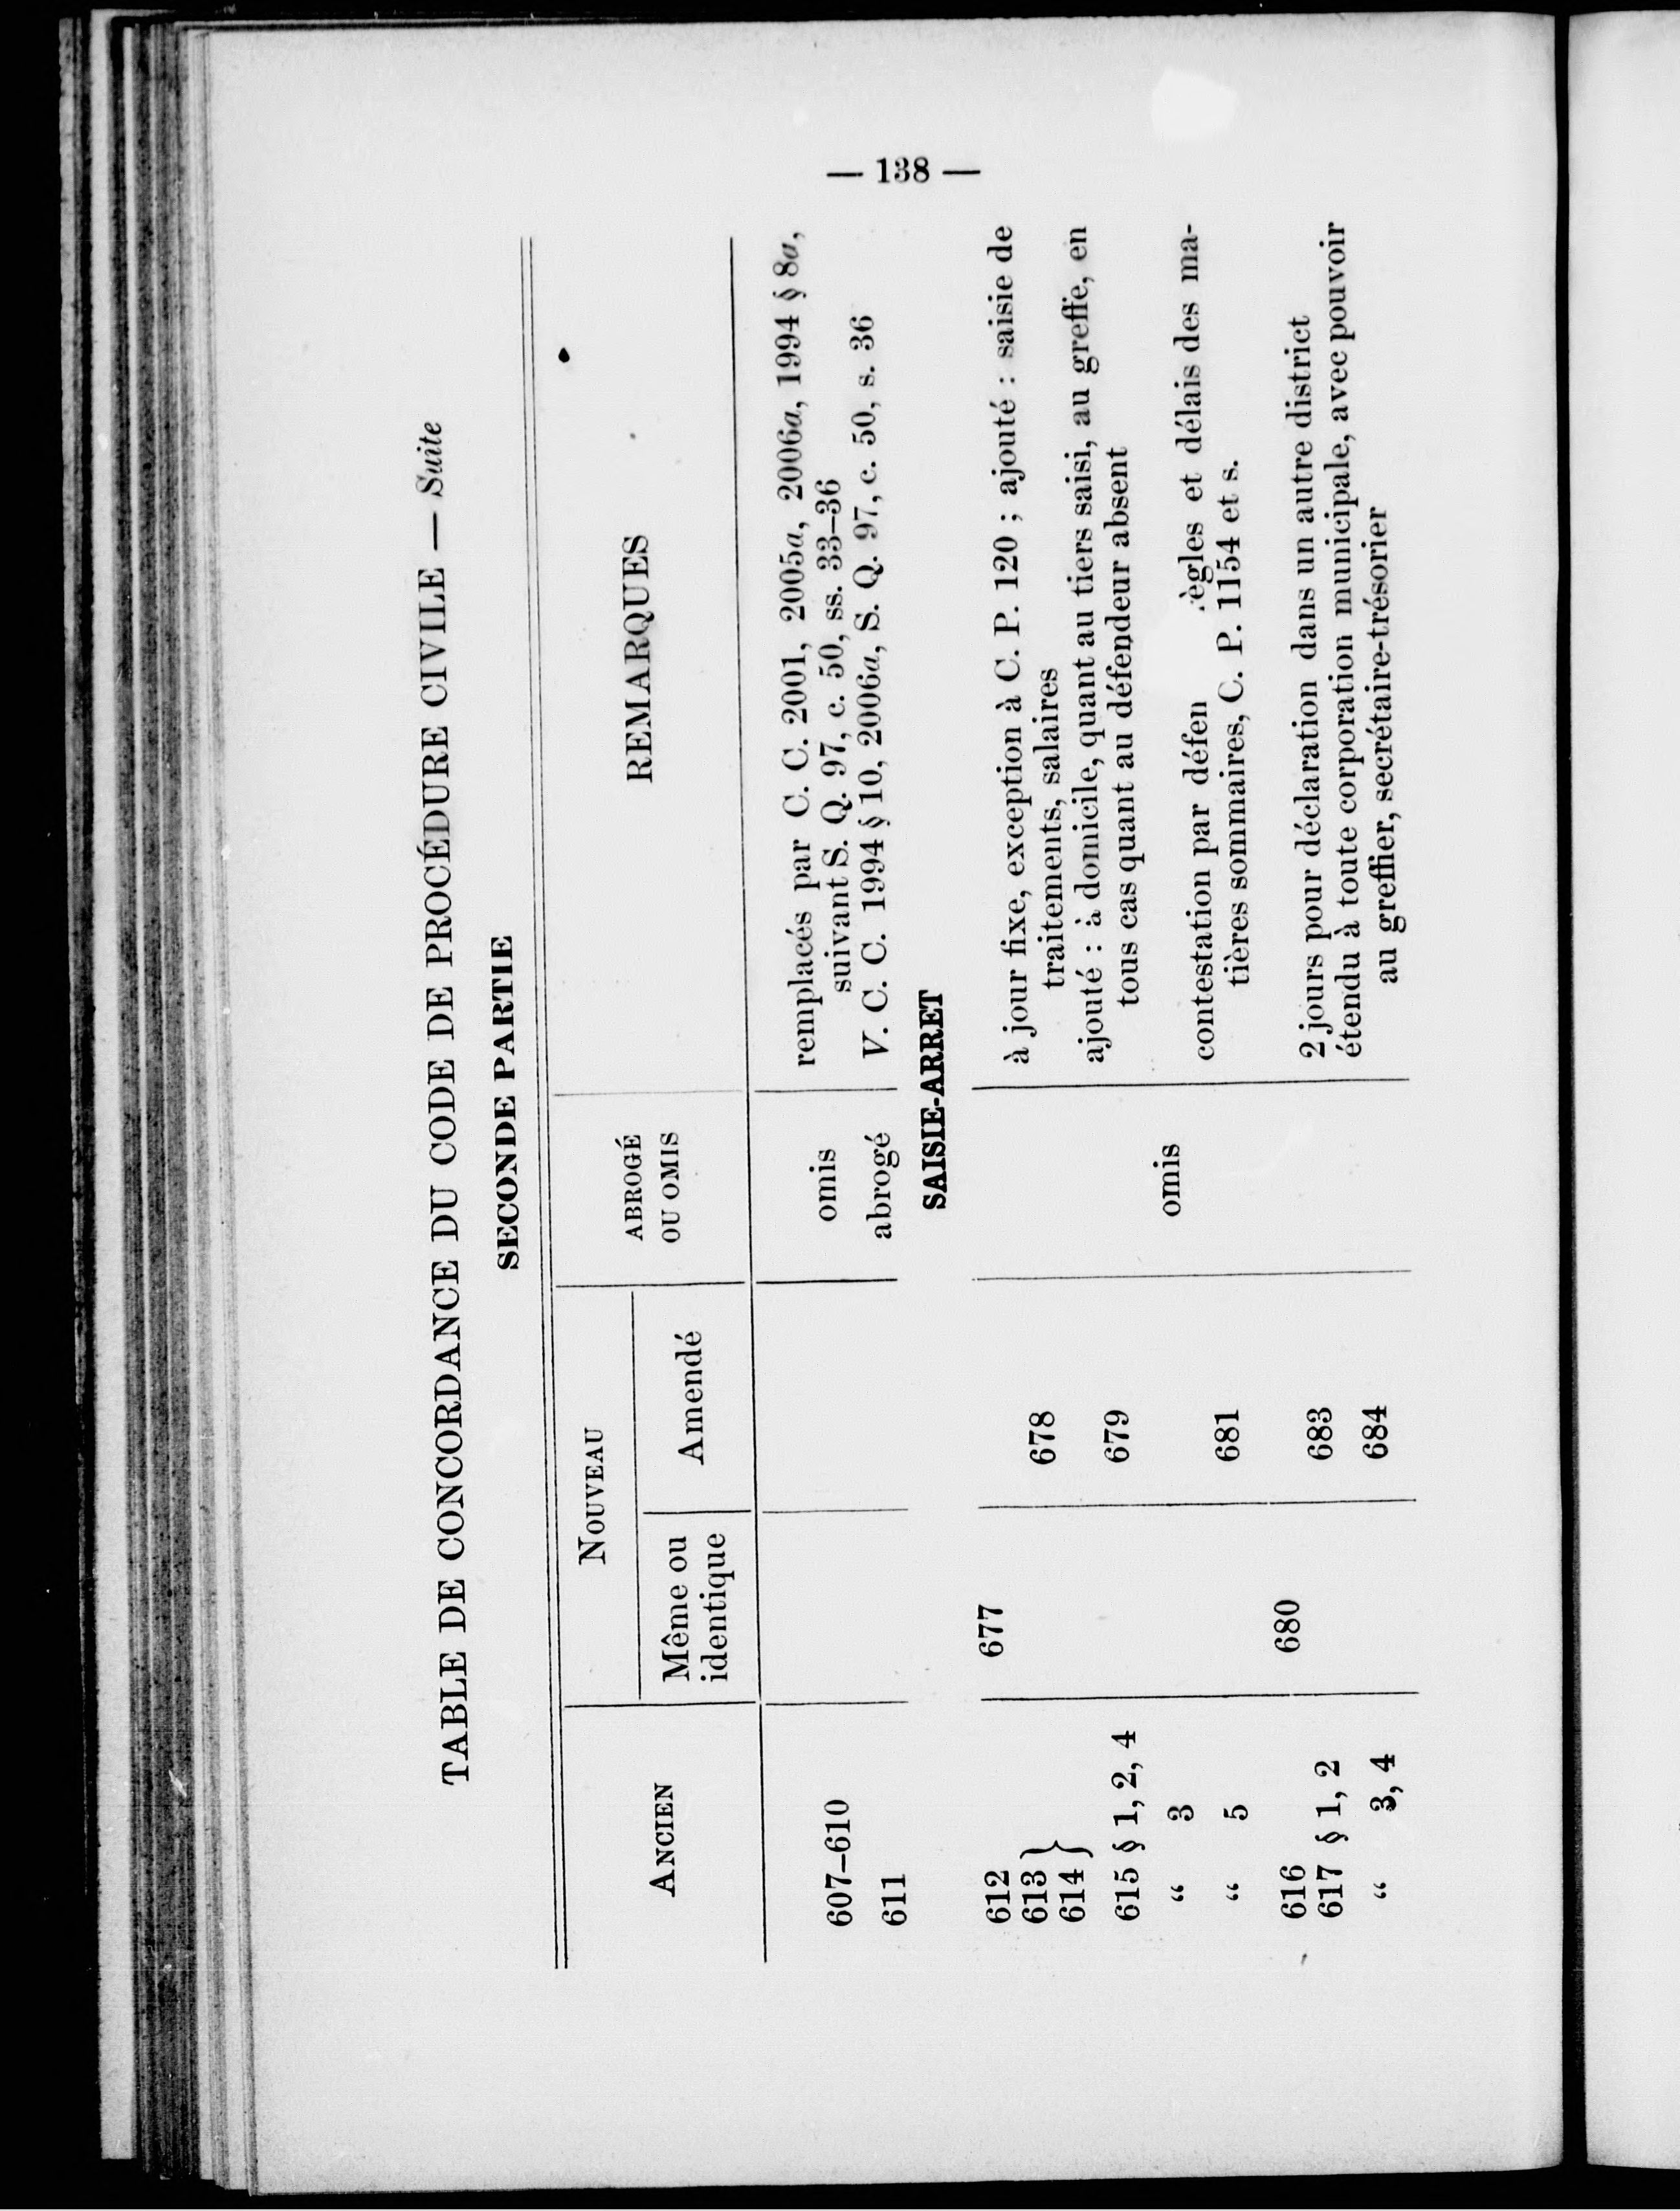 — 138 —
TABLE DE CONCORDANCE DU CODE DE PROCÉDURE CIVILE — Suite
SECONDE PARTIE
ANCIEN
NOUVEAU
Même ou
identique
Amendé
ABROGÉ
OU OMIS
REMARQUES
607–610 omis remplacés par C. C. 2001, 2005a, 2006a, 1994 § 8a,
suivant S. Q. 97, c. 50, ss. 33–36
611 abrogé V. C. C. 1994 § 10, 2006a, S. Q. 97, c. 50, s. 36
SAISIE-ARRET
612 677
613 } 678 à jour fixe, exception à C. P. 120 ; ajouté : saisie de
614 } traitements, salaires
615 § 1, 2, 4 679 ajouté : à domicile, quant au tiers saisi, au greffe, en
tous cas quant au défendeur absent
“ 3 omis
“ 5 681 contestation par défen ègles et délais des ma-
tières sommaires, C. P. 1154 et s.
616 680
617 § 1, 2 683 2 jours pour déclaration dans un autre district
“ 3, 4 684 étendu à toute corporation municipale, avec pouvoir
au greffier, secrétaire-trésorier